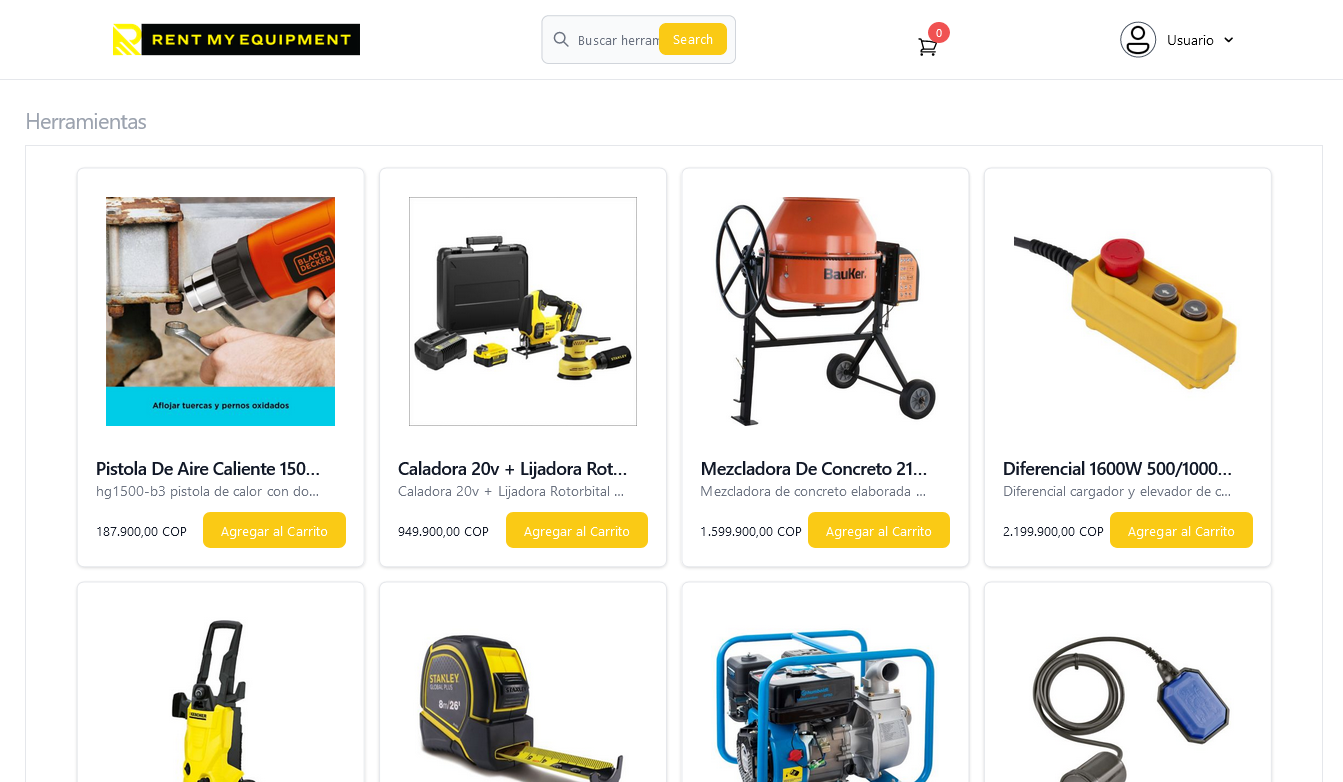 RENT MY EQUIPMENT
Buscar herram
Search
0
Usuario
Herramientas
BLACK+
DECKER
Aflojar tuercas y pernos oxidados
STANLEY
BauKer.
Pistola De Aire Caliente 150...
hg1500-b3 pistola de calor con do...
187.900,00 COP
Agregar al Carrito
Caladora 20v + Lijadora Rot...
Caladora 20v + Lijadora Rotorbital ...
949.900,00 COP
Agregar al Carrito
Mezcladora De Concreto 21...
Mezcladora de concreto elaborada ...
1.599.900,00 COP
Agregar al Carrito
Diferencial 1600W 500/1000...
Diferencial cargador y elevador de c...
2.199.900,00 COP
Agregar al Carrito
KARCHER
STANLEY
GLOBAL PLUS
8m/26'
STANLEY